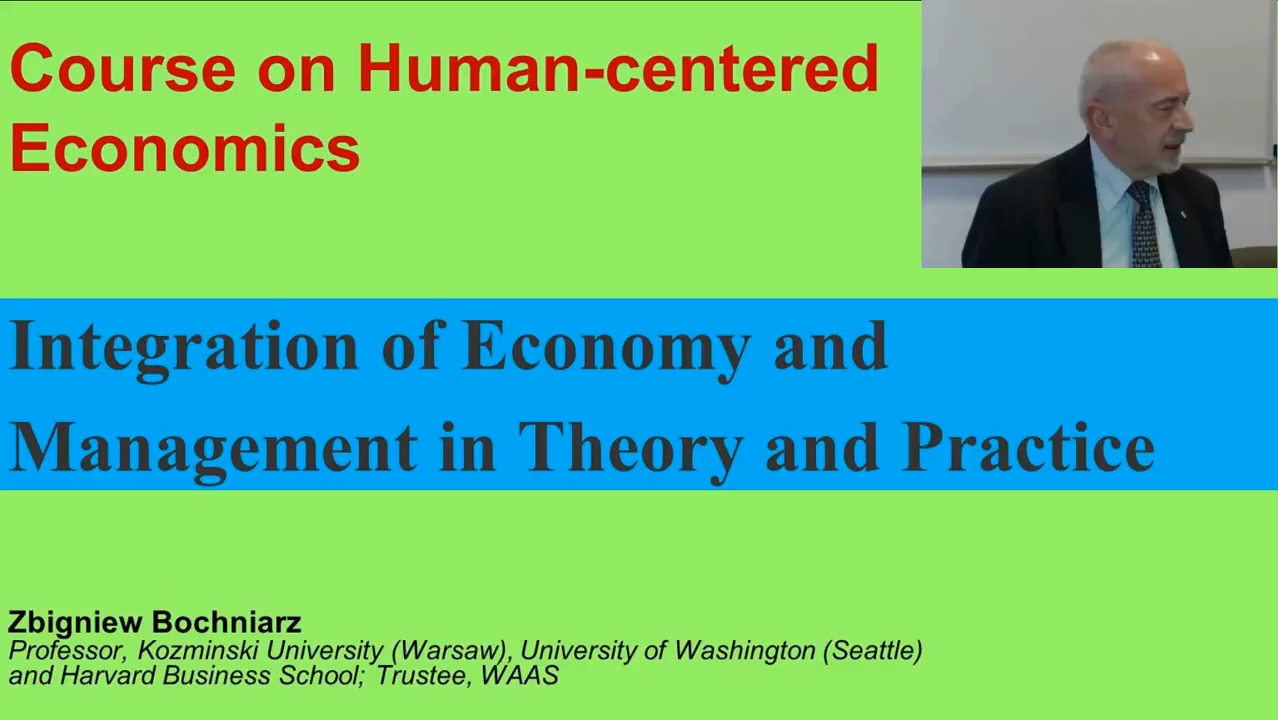 Course on Human-centered
Economics
Integration of Economy and
Management in Theory and Practice
Zbigniew Bochniarz
Professor, Kozminski University (Warsaw), University of Washington (Seattle)
and Harvard Business School; Trustee, WAAS